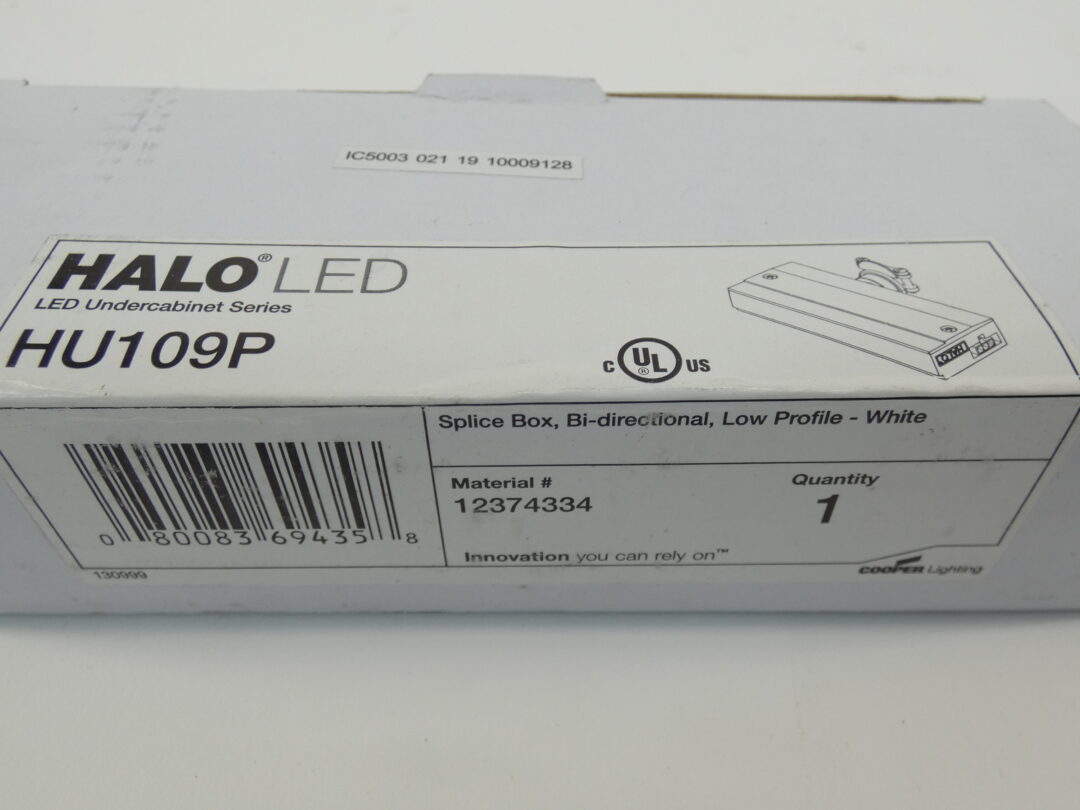 IC5003 021 19 10009128
HALO® LED
LED Undercabinet Series
HU109P
c UL ® US
HALO
Splice Box, Bi-directional, Low Profile - White
Material #
12374334
Quantity
1
0 80083 69435 8
Innovation you can rely on™
130999
COOPER Lighting